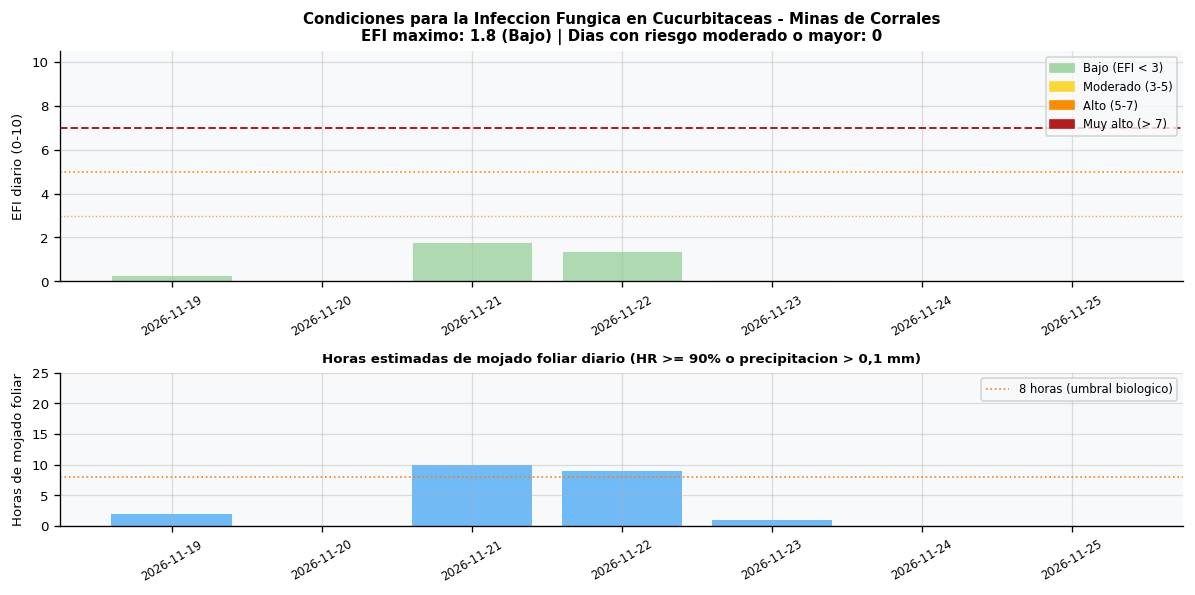 Condiciones para la Infeccion Fungica en Cucurbitaceas - Minas de Corrales
EFI maximo: 1.8 (Bajo) | Dias con riesgo moderado o mayor: 0
EFI diario (0-10)
10
8
6
4
2
0
Bajo (EFI < 3)
Moderado (3-5)
Alto (5-7)
Muy alto (> 7)
2026-11-19
2026-11-20
2026-11-21
2026-11-22
2026-11-23
2026-11-24
2026-11-25
Horas estimadas de mojado foliar diario (HR >= 90% o precipitacion > 0,1 mm)
Horas de mojado foliar
25
20
15
10
5
0
8 horas (umbral biologico)
2026-11-19
2026-11-20
2026-11-21
2026-11-22
2026-11-23
2026-11-24
2026-11-25